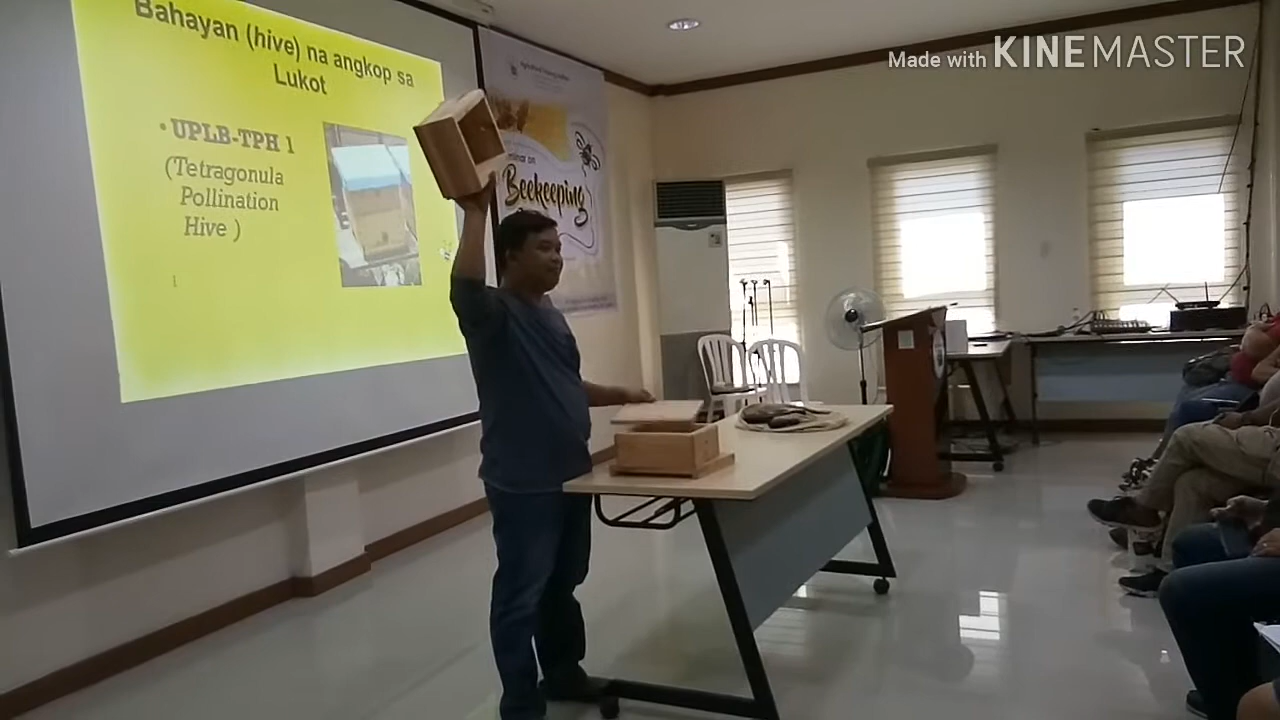 Bahayan (hive) na angkop sa
Lukot
• UPLB-TPH 1
(Tetragonula
Pollination
Hive )
Beekeeping
Made with KINEMASTER